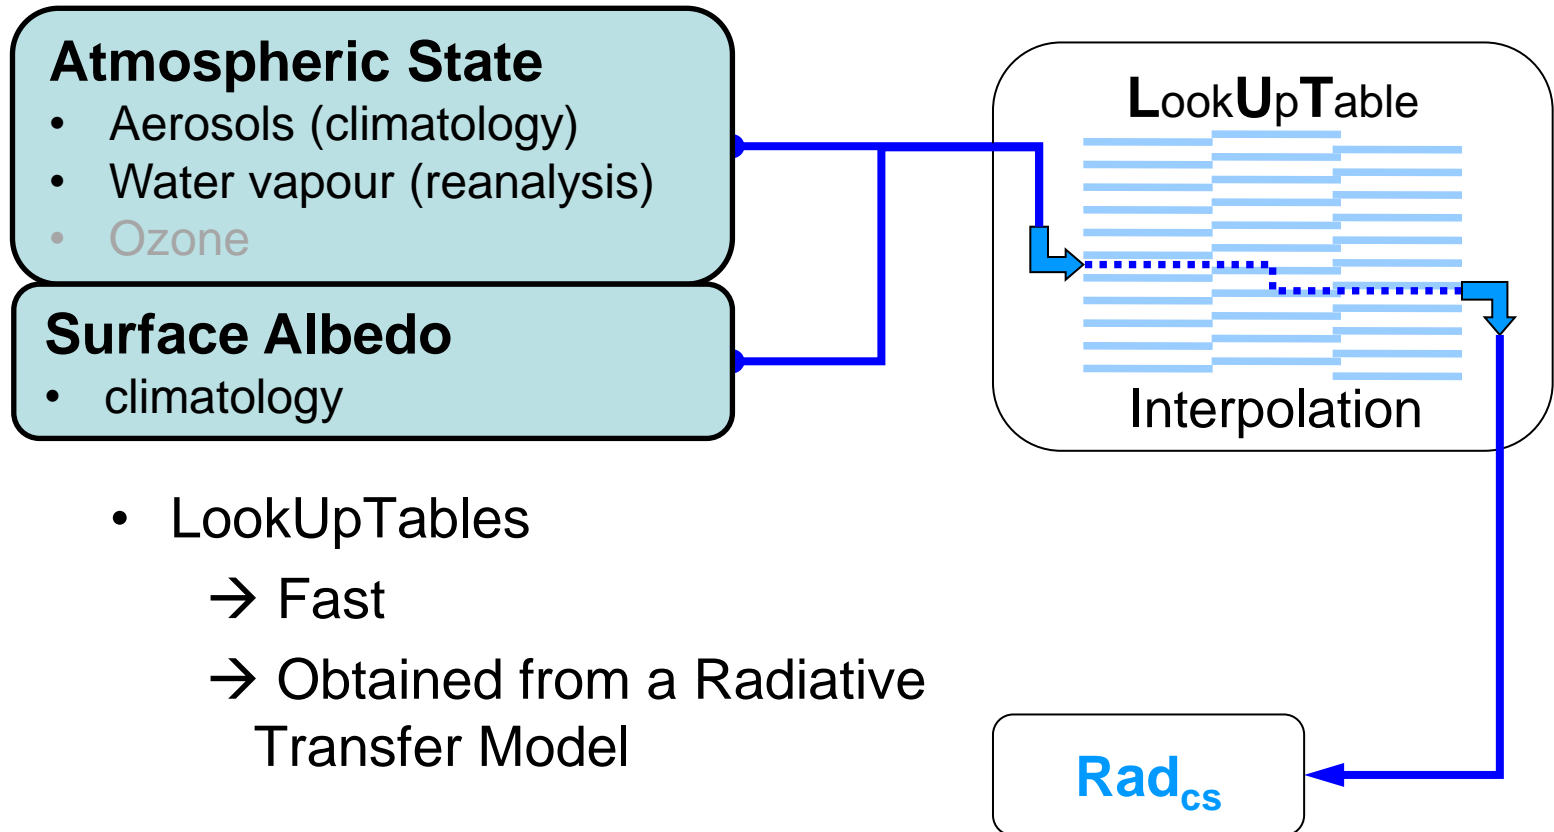 Atmospheric State
• Aerosols (climatology)
• Water vapour (reanalysis)
• Ozone
Surface Albedo
• climatology
LookUpTable
Interpolation
• LookUpTables
→ Fast
→ Obtained from a Radiative
Transfer Model
Rad_cs